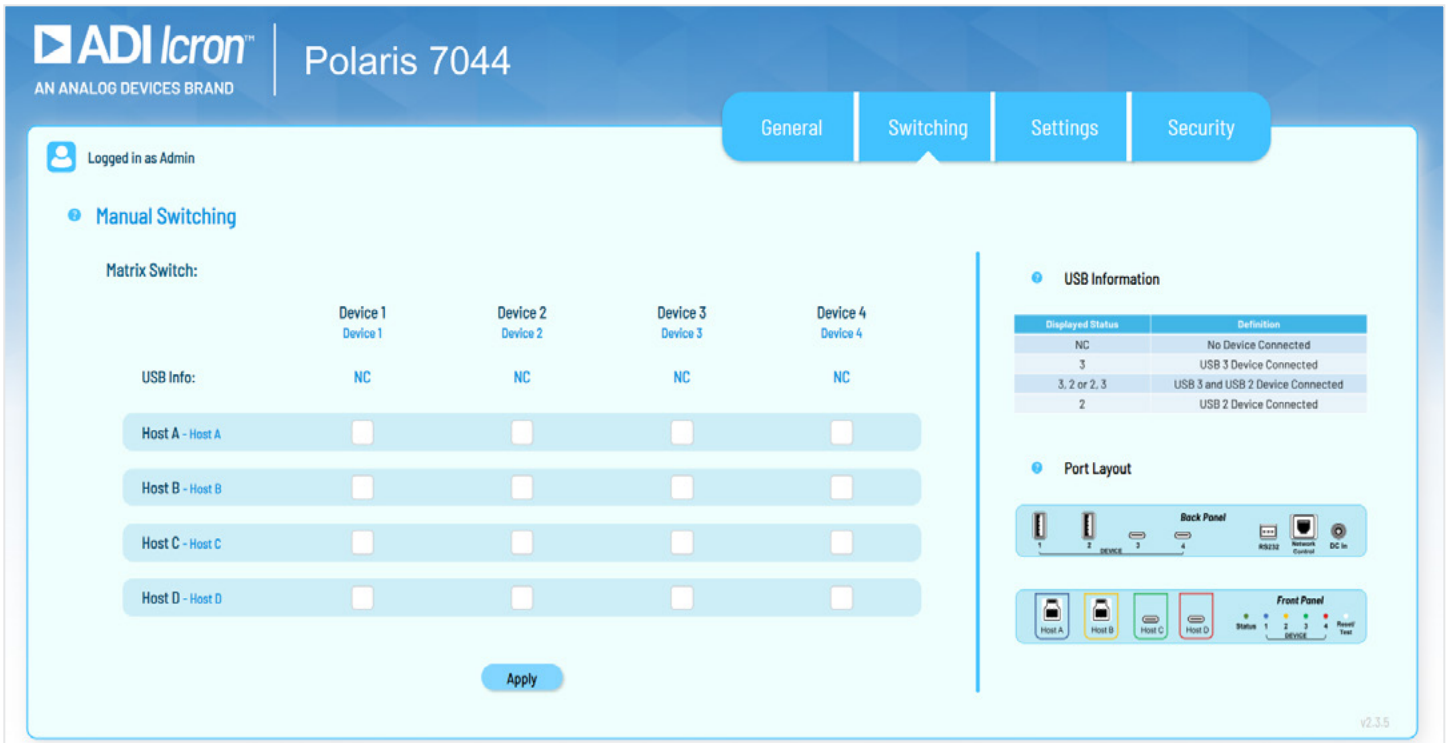 ADI Icron™
AN ANALOG DEVICES BRAND
Polaris 7044
General Switching Settings Security
Logged in as Admin
? Manual Switching
Matrix Switch:
Device 1 Device 2 Device 3 Device 4
Device 1 Device 2 Device 3 Device 4
USB Info: NC NC NC NC
Host A - Host A
Host B - Host B
Host C - Host C
Host D - Host D
Apply
? USB Information
Displayed Status Definition
NC No Device Connected
3 USB 3 Device Connected
3, 2 or 2, 3 USB 3 and USB 2 Device Connected
2 USB 2 Device Connected
? Port Layout
Back Panel
1 2 3 4 RS232 Network Control DC In
DEVICE
Front Panel
Host A Host B Host C Host D Status 1 2 3 4 Reset/ Test
DEVICE
v2.3.5